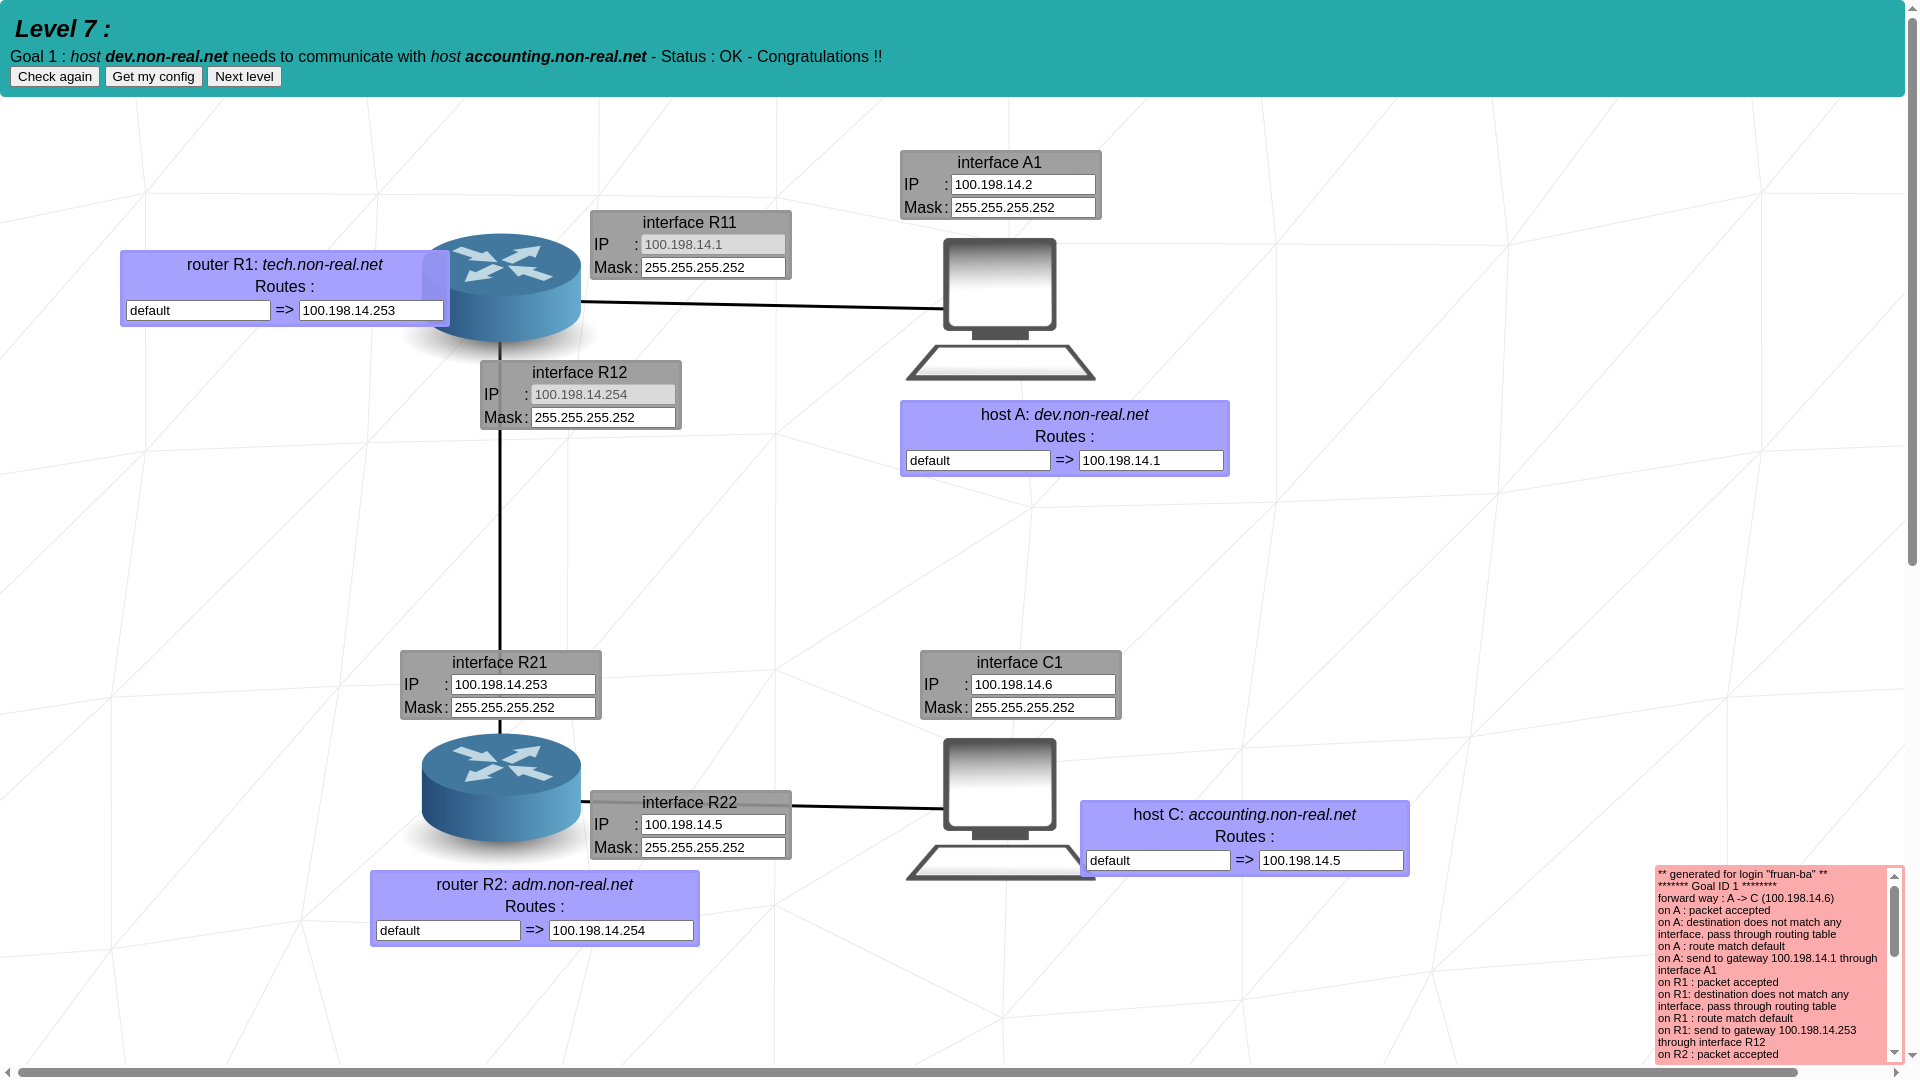 Level 7 :
Goal 1 : host dev.non-real.net needs to communicate with host accounting.non-real.net - Status : OK - Congratulations !!
Check again Get my config Next level
interface A1
IP : 100.198.14.2
Mask : 255.255.255.252
interface R11
IP : 100.198.14.1
Mask : 255.255.255.252
router R1: tech.non-real.net
Routes :
default => 100.198.14.253
interface R12
IP : 100.198.14.254
Mask : 255.255.255.252
host A: dev.non-real.net
Routes :
default => 100.198.14.1
interface R21
IP : 100.198.14.253
Mask : 255.255.255.252
interface C1
IP : 100.198.14.6
Mask : 255.255.255.252
interface R22
IP : 100.198.14.5
Mask : 255.255.255.252
host C: accounting.non-real.net
Routes :
default => 100.198.14.5
router R2: adm.non-real.net
Routes :
default => 100.198.14.254
** generated for login "fruan-ba" **
******* Goal ID 1 ********
forward way : A -> C (100.198.14.6)
on A : packet accepted
on A: destination does not match any
interface. pass through routing table
on A : route match default
on A: send to gateway 100.198.14.1 through
interface A1
on R1 : packet accepted
on R1: destination does not match any
interface. pass through routing table
on R1 : route match default
on R1: send to gateway 100.198.14.253
through interface R12
on R2 : packet accepted